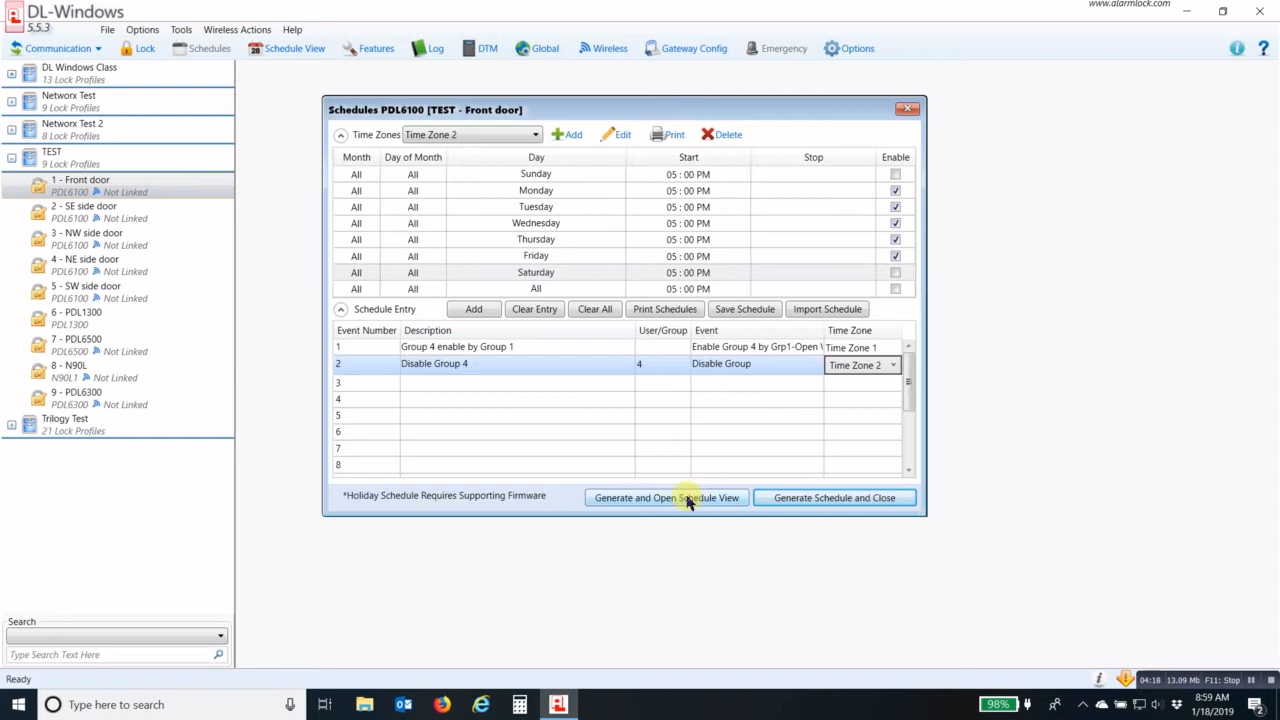 DL-Windows
www.alarmlock.com
5.5.3
File Options Tools Wireless Actions Help
Communication Lock Schedules 28 Schedule View Features Log DTM Global Wireless Gateway Config Emergency Options
DL Windows Class
13 Lock Profiles
Networx Test
9 Lock Profiles
Networx Test 2
8 Lock Profiles
TEST
9 Lock Profiles
1 - Front door
PDL6100 Not Linked
2 - SE side door
PDL6100 Not Linked
3 - NW side door
PDL6100 Not Linked
4 - NE side door
PDL6100 Not Linked
5 - SW side door
PDL6100 Not Linked
6 - PDL1300
PDL1300
7 - PDL6500
PDL6500 Not Linked
8 - N90L
N90L1 Not Linked
9 - PDL6300
PDL6300 Not Linked
Trilogy Test
21 Lock Profiles
Search
Type Search Text Here
Schedules PDL6100 [TEST - Front door]
Time Zones Time Zone 2 Add Edit Print Delete
Month Day of Month Day Start Stop Enable
All All Sunday 05 : 00 PM
All All Monday 05 : 00 PM
All All Tuesday 05 : 00 PM
All All Wednesday 05 : 00 PM
All All Thursday 05 : 00 PM
All All Friday 05 : 00 PM
All All Saturday 05 : 00 PM
All All All 05 : 00 PM
Schedule Entry Add Clear Entry Clear All Print Schedules Save Schedule Import Schedule
Event Number Description User/Group Event Time Zone
1 Group 4 enable by Group 1 Enable Group 4 by Grp1-Open Time Zone 1
2 Disable Group 4 4 Disable Group Time Zone 2
3
4
5
6
7
8
*Holiday Schedule Requires Supporting Firmware Generate and Open Schedule View Generate Schedule and Close
Ready
04:18 13.09 Mb F11: Stop
Type here to search
98%
8:59 AM
1/18/2019
2